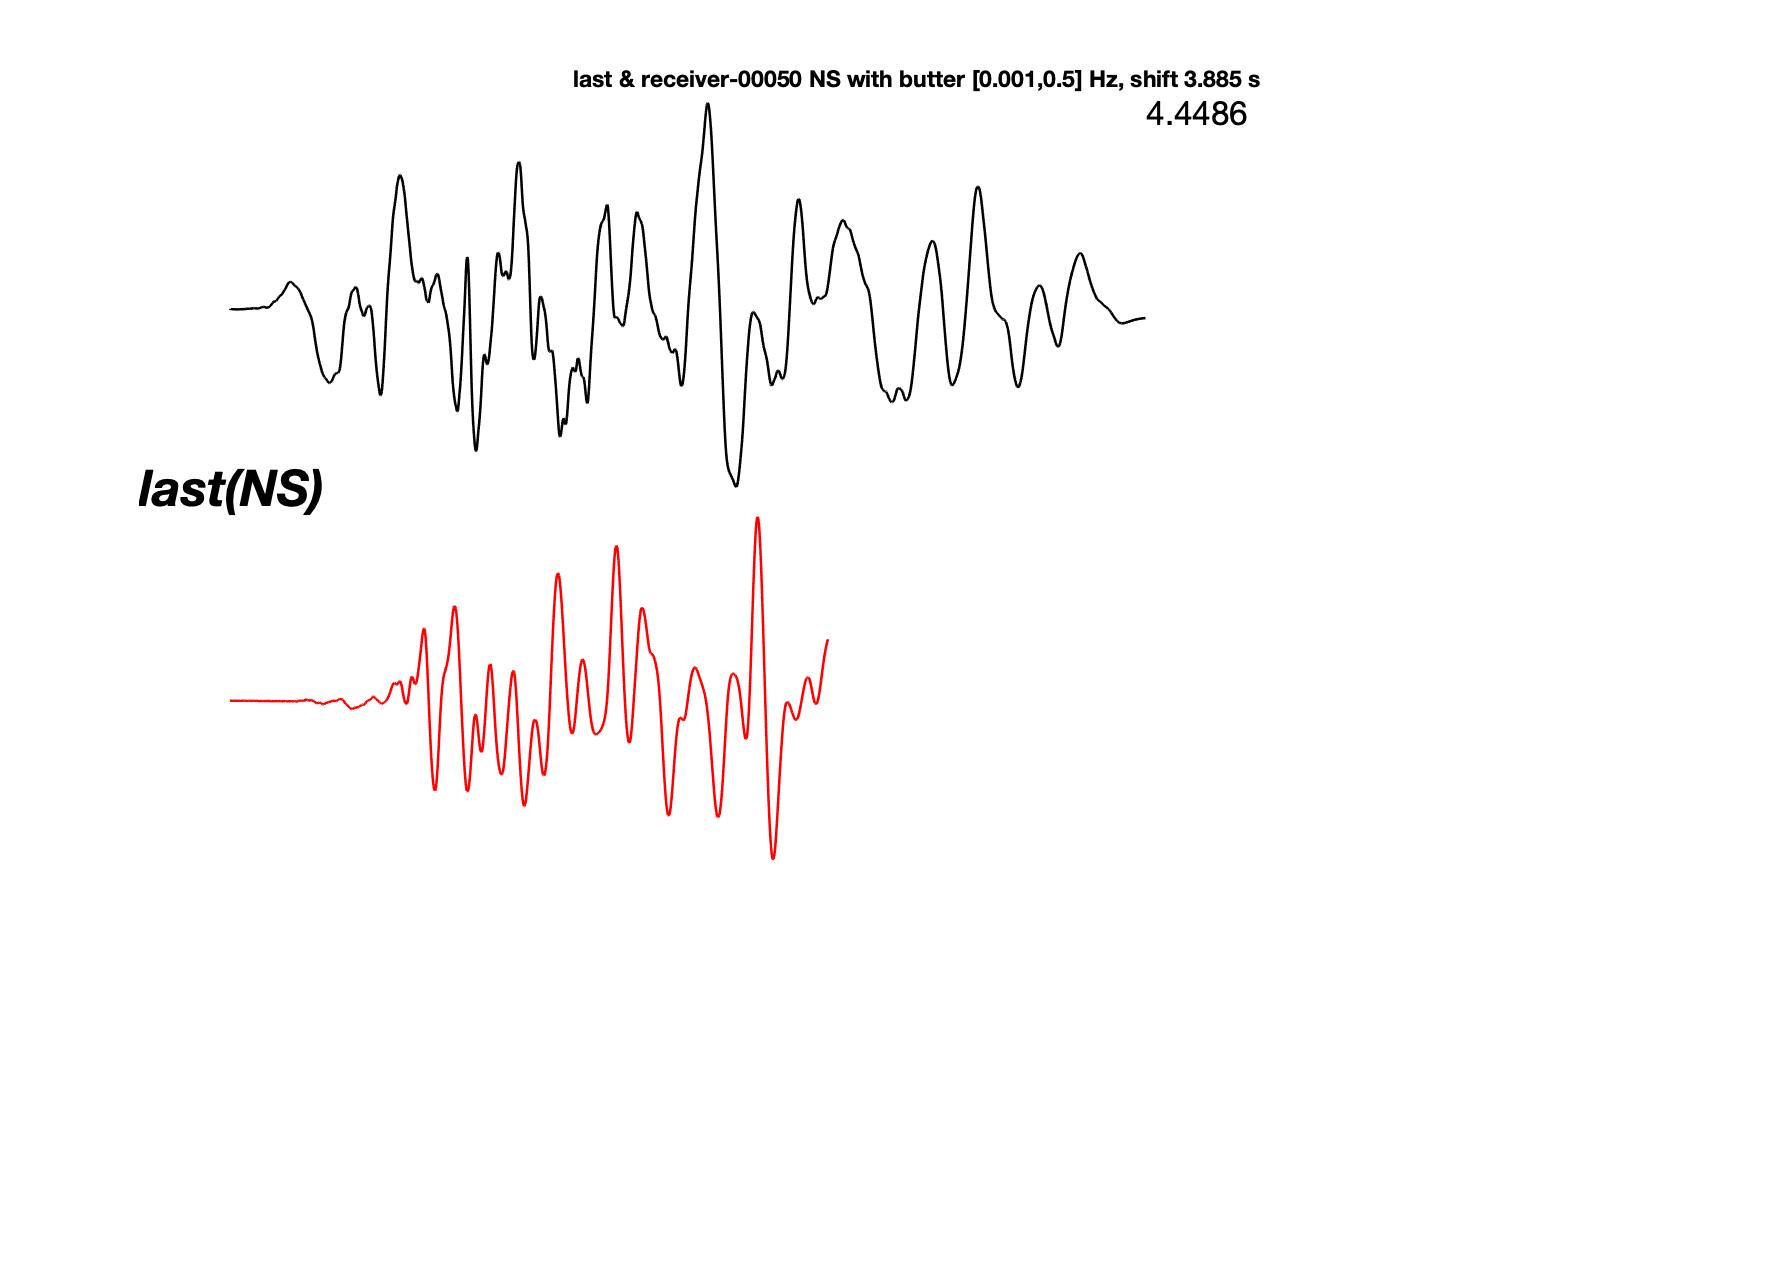 last & receiver-00050 NS with butter [0.001,0.5] Hz, shift 3.885 s
4.4486
last(NS)